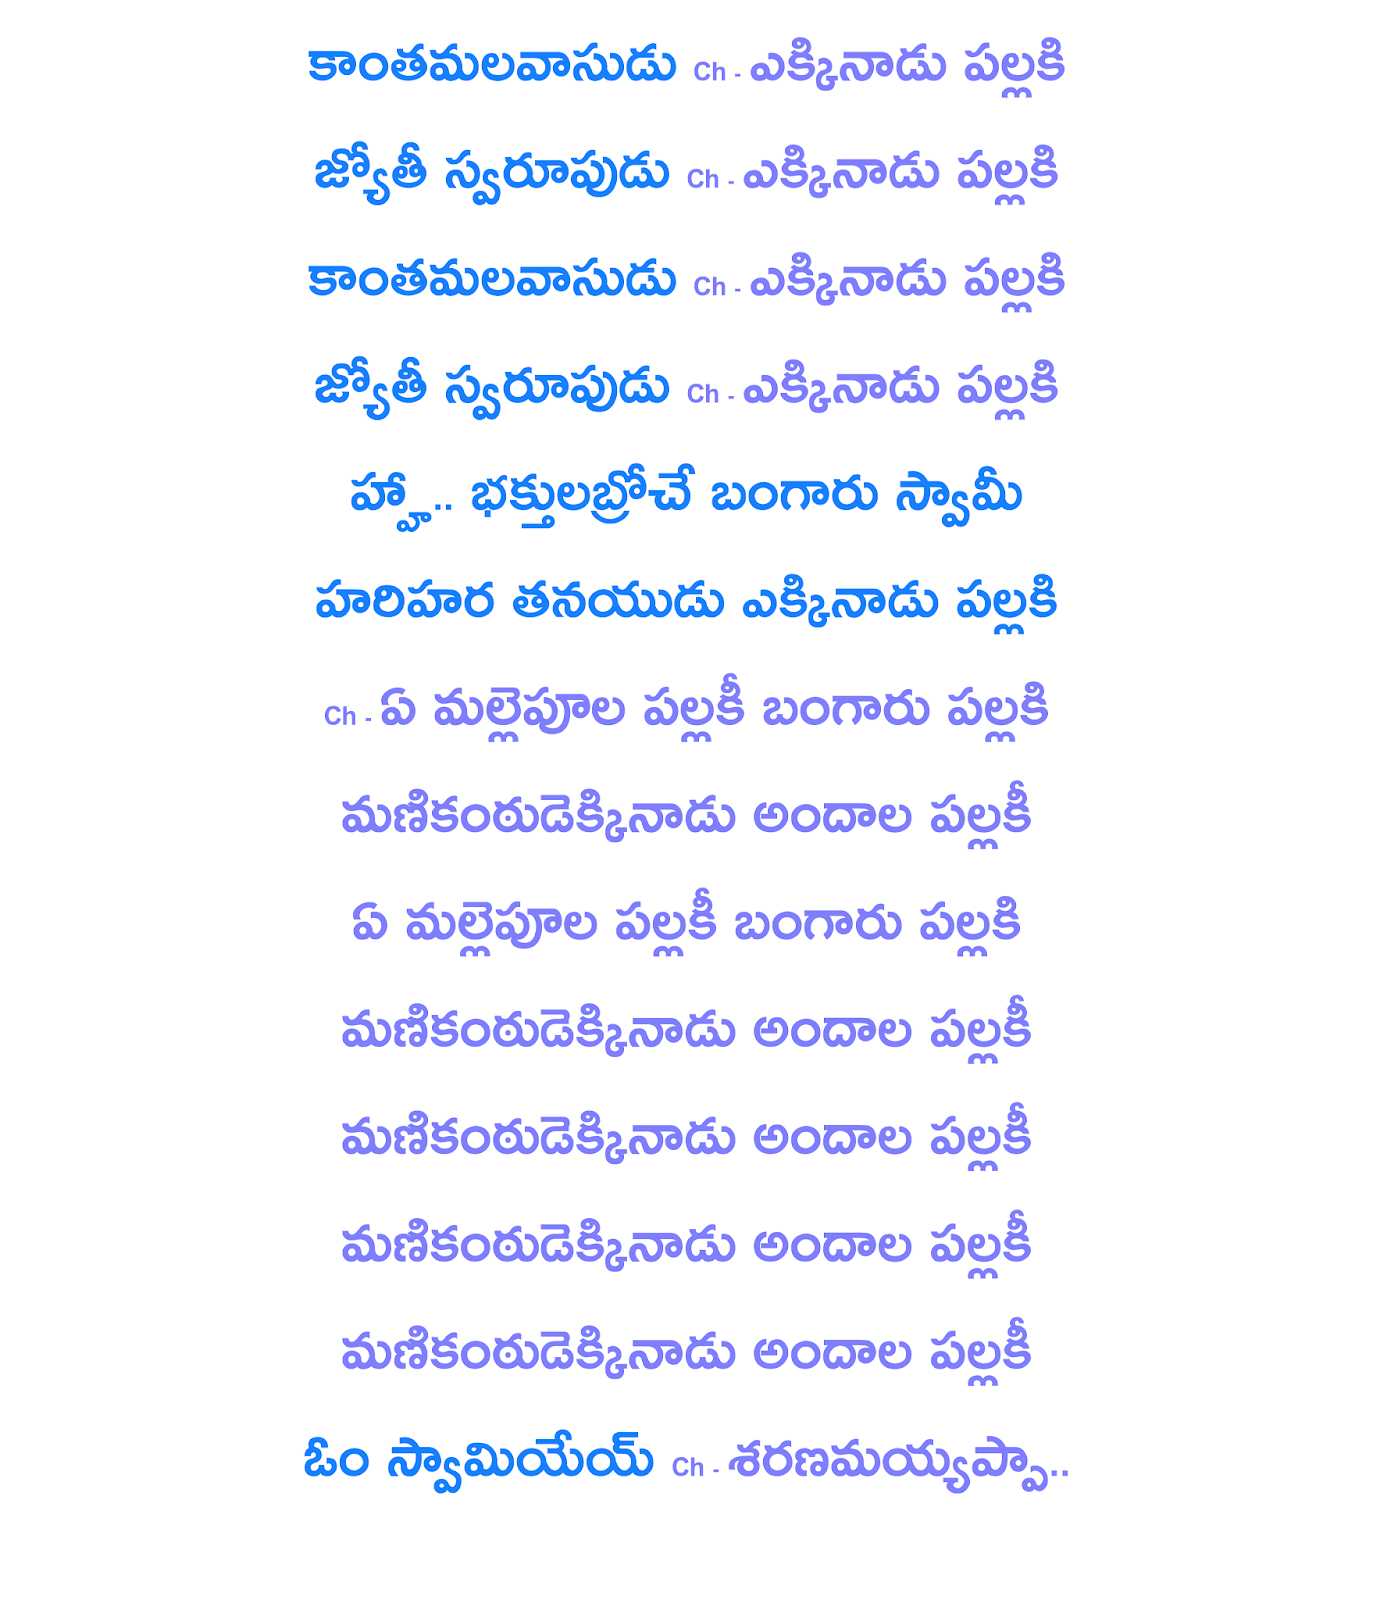 కాంతమలవాసుడు Ch - ఎక్కినాడు పల్లకి
జ్యోతీ స్వరూపుడు Ch - ఎక్కినాడు పల్లకి
కాంతమలవాసుడు Ch - ఎక్కినాడు పల్లకి
జ్యోతీ స్వరూపుడు Ch - ఎక్కినాడు పల్లకి
హ్హా.. భక్తులబ్రోచే బంగారు స్వామీ
హరిహర తనయుడు ఎక్కినాడు పల్లకి
Ch - ఏ మల్లెపూల పల్లకీ బంగారు పల్లకి
మణికంఠుడెక్కినాడు అందాల పల్లకీ
ఏ మల్లెపూల పల్లకీ బంగారు పల్లకి
మణికంఠుడెక్కినాడు అందాల పల్లకీ
మణికంఠుడెక్కినాడు అందాల పల్లకీ
మణికంఠుడెక్కినాడు అందాల పల్లకీ
మణికంఠుడెక్కినాడు అందాల పల్లకీ
ఓం స్వామియేయ్ Ch - శరణమయ్యప్పా..